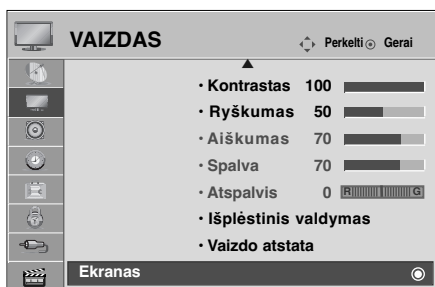 VAIZDAS Perkelti Gerai
• Kontrastas 100
• Ryškumas 50
• Aiškumas 70
• Spalva 70
• Atspalvis 0 R G
• Išplėstinis valdymas
• Vaizdo atstata
Ekranas